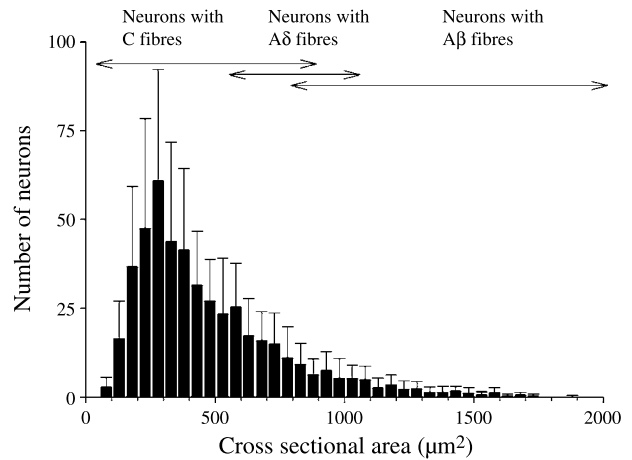 Neurons with
C fibres
Neurons with
Aδ fibres
Neurons with
Aβ fibres
100
75
50
25
0
Number of neurons
0
500
1000
1500
2000
Cross sectional area (μm²)